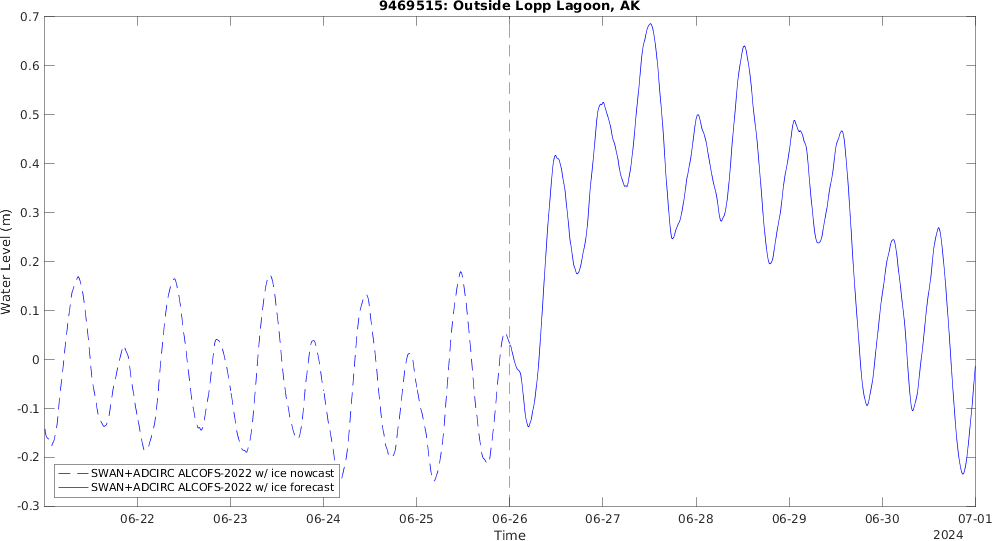 9469515: Outside Lopp Lagoon, AK
0.7
0.6
0.5
0.4
0.3
0.2
0.1
0
-0.1
-0.2
-0.3
Water Level (m)
SWAN+ADCIRC ALCOFS-2022 w/ ice nowcast
SWAN+ADCIRC ALCOFS-2022 w/ ice forecast
06-22 06-23 06-24 06-25 06-26 06-27 06-28 06-29 06-30 07-01
Time
2024